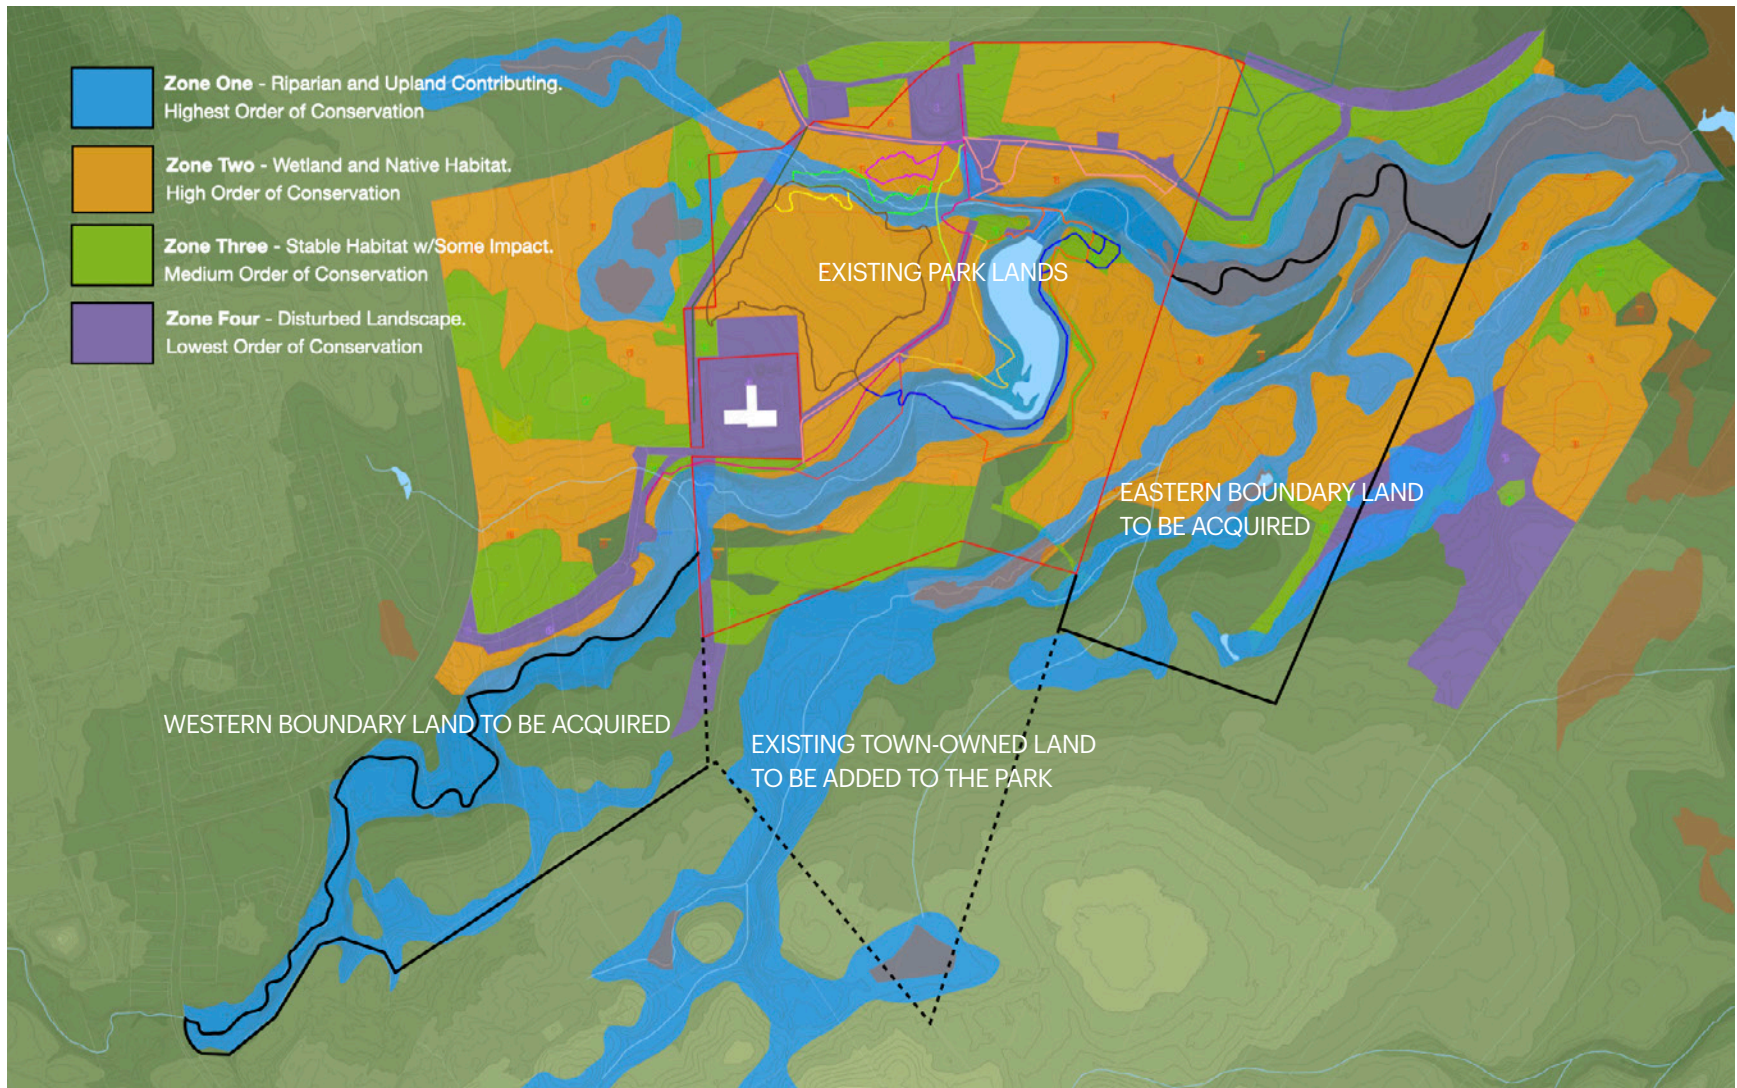 Zone One - Riparian and Upland Contributing.
Highest Order of Conservation
Zone Two - Wetland and Native Habitat.
High Order of Conservation
Zone Three - Stable Habitat w/Some Impact.
Medium Order of Conservation
Zone Four - Disturbed Landscape.
Lowest Order of Conservation
EXISTING PARK LANDS
EASTERN BOUNDARY LAND
TO BE ACQUIRED
WESTERN BOUNDARY LAND TO BE ACQUIRED
EXISTING TOWN-OWNED LAND
TO BE ADDED TO THE PARK